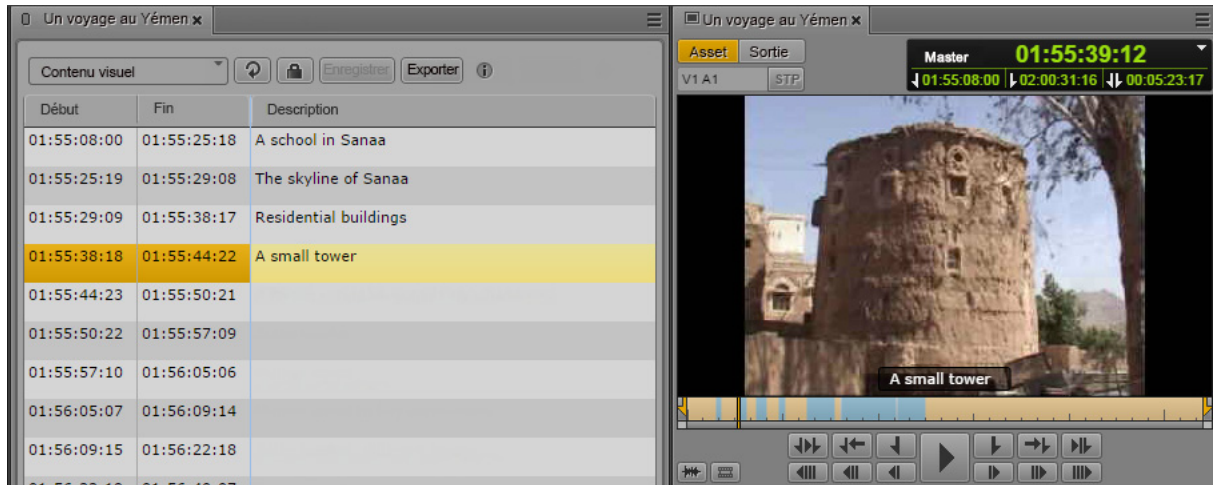 Un voyage au Yémen x
Contenu visuel
Enregistrer
Exporter
Début Fin Description
01:55:08:00 01:55:25:18 A school in Sanaa
01:55:25:19 01:55:29:08 The skyline of Sanaa
01:55:29:09 01:55:38:17 Residential buildings
01:55:38:18 01:55:44:22 A small tower
01:55:44:23 01:55:50:21
01:55:50:22 01:55:57:09
01:55:57:10 01:56:05:06
01:56:05:07 01:56:09:14
01:56:09:15 01:56:22:18
Un voyage au Yémen x
Asset Sortie
Master 01:55:39:12
V1 A1 STP
01:55:08:00 02:00:31:16 00:05:23:17
A small tower